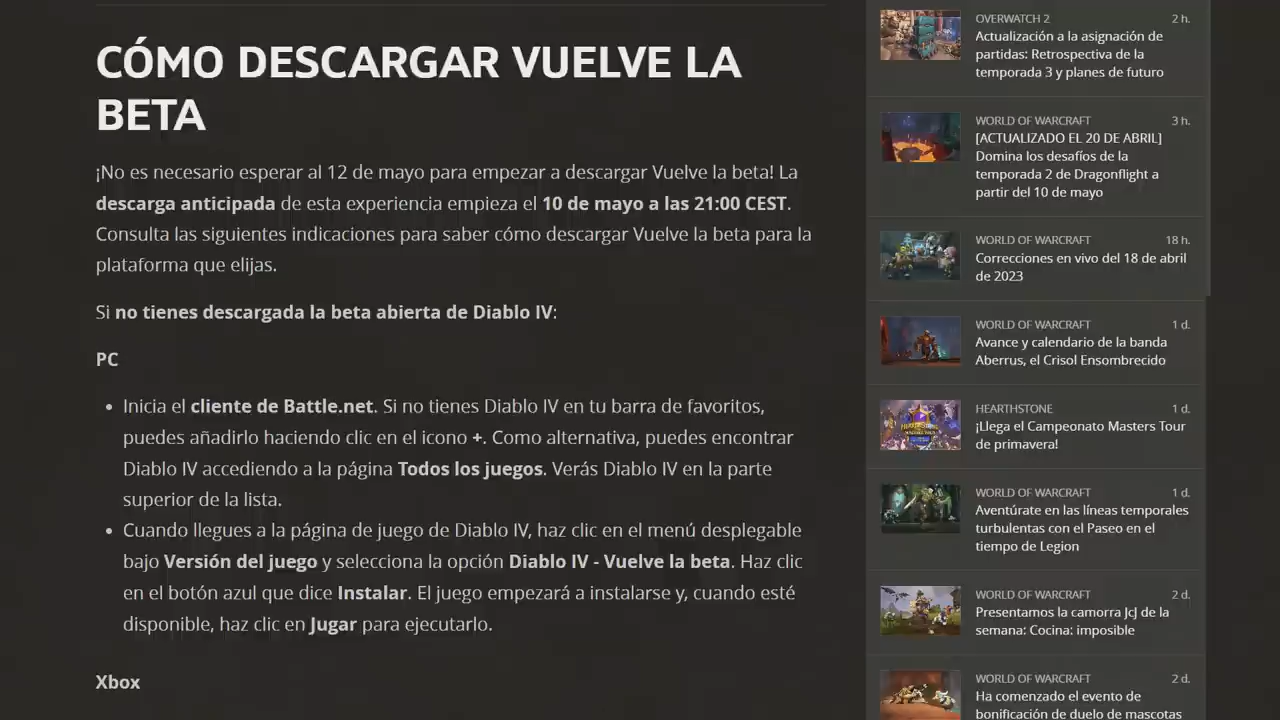 CÓMO DESCARGAR VUELVE LA
BETA
¡No es necesario esperar al 12 de mayo para empezar a descargar Vuelve la beta! La
descarga anticipada de esta experiencia empieza el 10 de mayo a las 21:00 CEST.
Consulta las siguientes indicaciones para saber cómo descargar Vuelve la beta para la
plataforma que elijas.
Si no tienes descargada la beta abierta de Diablo IV:
PC
• Inicia el cliente de Battle.net. Si no tienes Diablo IV en tu barra de favoritos,
puedes añadirlo haciendo clic en el icono +. Como alternativa, puedes encontrar
Diablo IV accediendo a la página Todos los juegos. Verás Diablo IV en la parte
superior de la lista.
• Cuando llegues a la página de juego de Diablo IV, haz clic en el menú desplegable
bajo Versión del juego y selecciona la opción Diablo IV - Vuelve la beta. Haz clic
en el botón azul que dice Instalar. El juego empezará a instalarse y, cuando esté
disponible, haz clic en Jugar para ejecutarlo.
Xbox
OVERWATCH 2 2 h.
Actualización a la asignación de
partidas: Retrospectiva de la
temporada 3 y planes de futuro
WORLD OF WARCRAFT 3 h.
[ACTUALIZADO EL 20 DE ABRIL]
Domina los desafíos de la
temporada 2 de Dragonflight a
partir del 10 de mayo
WORLD OF WARCRAFT 18 h.
Correcciones en vivo del 18 de abril
de 2023
WORLD OF WARCRAFT 1 d.
Avance y calendario de la banda
Aberrus, el Crisol Ensombrecido
HEARTHSTONE 1 d.
¡Llega el Campeonato Masters Tour
de primavera!
WORLD OF WARCRAFT 1 d.
Aventúrate en las líneas temporales
turbulentas con el Paseo en el
tiempo de Legion
WORLD OF WARCRAFT 2 d.
Presentamos la camorra JcJ de la
semana: Cocina: imposible
WORLD OF WARCRAFT 2 d.
Ha comenzado el evento de
bonificación de duelo de mascotas